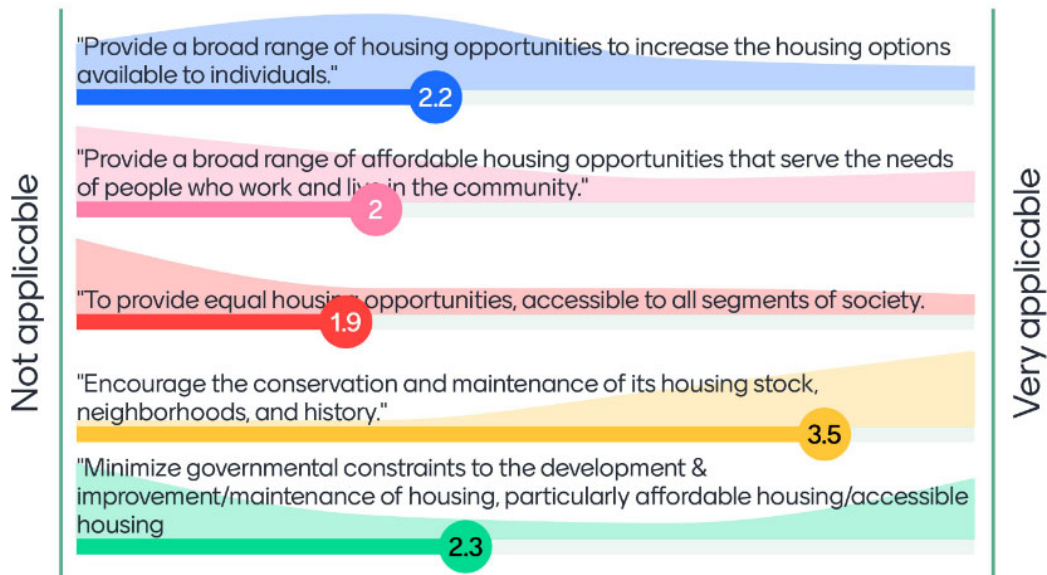 "Provide a broad range of housing opportunities to increase the housing options
available to individuals."
2.2
"Provide a broad range of affordable housing opportunities that serve the needs
of people who work and live in the community."
2
"To provide equal housing opportunities, accessible to all segments of society.
1.9
"Encourage the conservation and maintenance of its housing stock,
neighborhoods, and history."
3.5
"Minimize governmental constraints to the development &
improvement/maintenance of housing, particularly affordable housing/accessible
housing
2.3
Not applicable
Very applicable